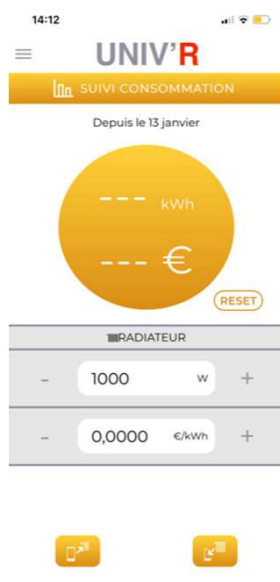 14:12
UNIV'R
SUIVI CONSOMMATION
Depuis le 13 janvier
--- kWh
--- €
RESET
RADIATEUR
- 1000 W +
- 0,0000 €/kWh +